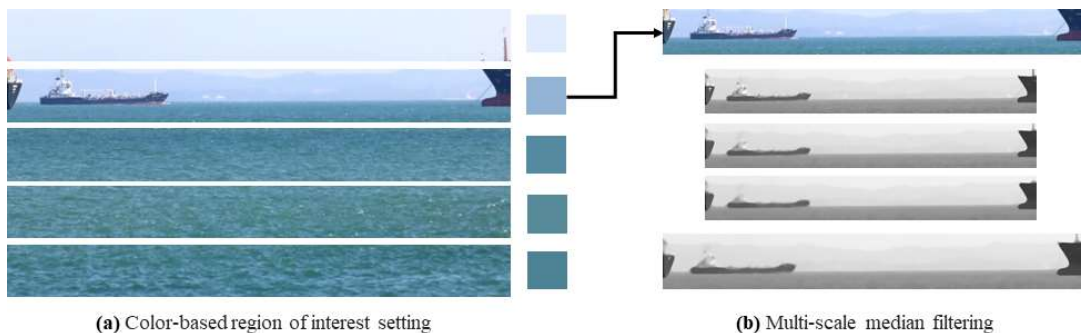 (a) Color-based region of interest setting
(b) Multi-scale median filtering